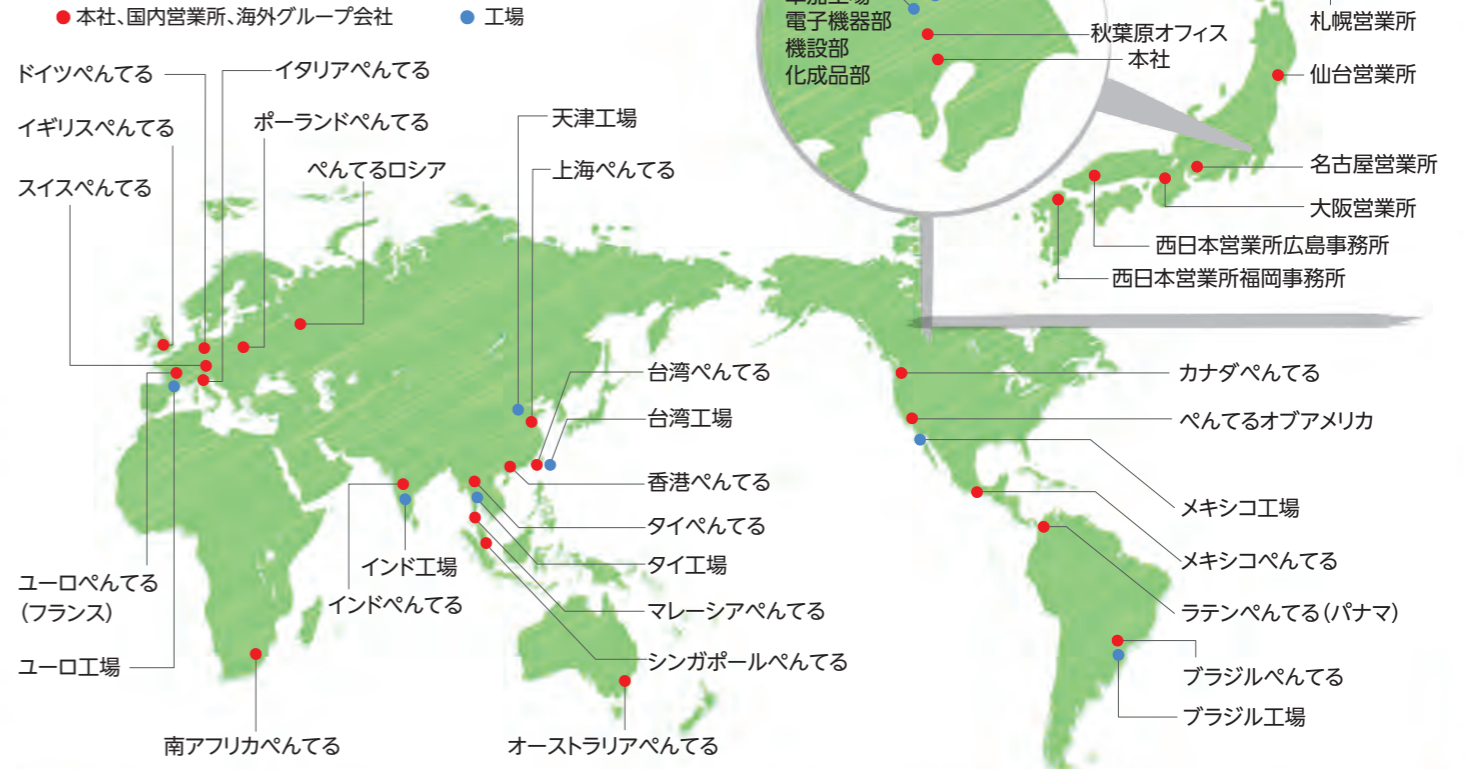 本社、国内営業所、海外グループ会社
工場
電子機器部
機設部
化成品部
秋葉原オフィス
本社
札幌営業所
仙台営業所
名古屋営業所
大阪営業所
西日本営業所広島事務所
西日本営業所福岡事務所
ドイツぺんてる
イタリアぺんてる
イギリスぺんてる
ポーランドぺんてる
スイスぺんてる
ぺんてるロシア
天津工場
上海ぺんてる
台湾ぺんてる
台湾工場
香港ぺんてる
タイぺんてる
タイ工場
マレーシアぺんてる
シンガポールぺんてる
インド工場
インドぺんてる
ユーロぺんてる
（フランス）
ユーロ工場
南アフリカぺんてる
オーストラリアぺんてる
カナダぺんてる
ぺんてるオブアメリカ
メキシコ工場
メキシコぺんてる
ラテンぺんてる（パナマ）
ブラジルぺんてる
ブラジル工場